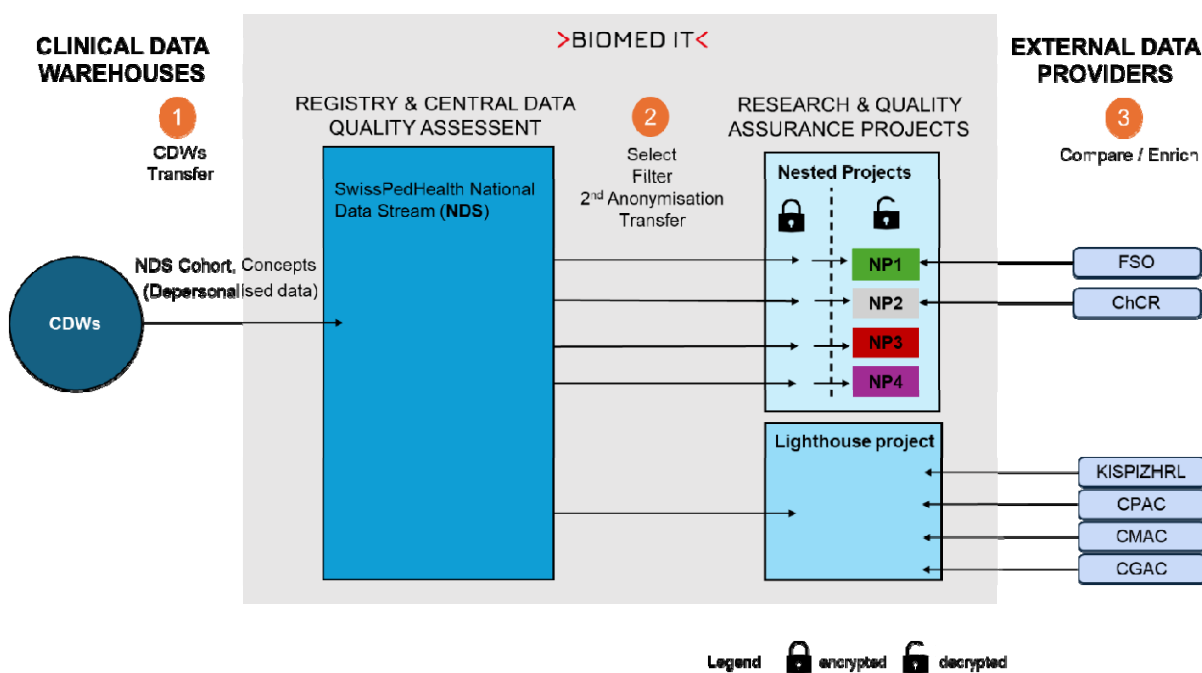 >BIOMED IT<
CLINICAL DATA
WAREHOUSES
1
CDWs
Transfer
REGISTRY & CENTRAL DATA
QUALITY ASSESSENT
2
Select
Filter
2nd Anonymisation
Transfer
RESEARCH & QUALITY
ASSURANCE PROJECTS
EXTERNAL DATA
PROVIDERS
3
Compare / Enrich
SwissPedHealth National
Data Stream (NDS)
Nested Projects
NDS Cohort, Concepts
(Depersonalised data)
CDWs
NP1
NP2
NP3
NP4
FSO
ChCR
Lighthouse project
KISPIZHRL
CPAC
CMAC
CGAC
Legend encrypted decrypted